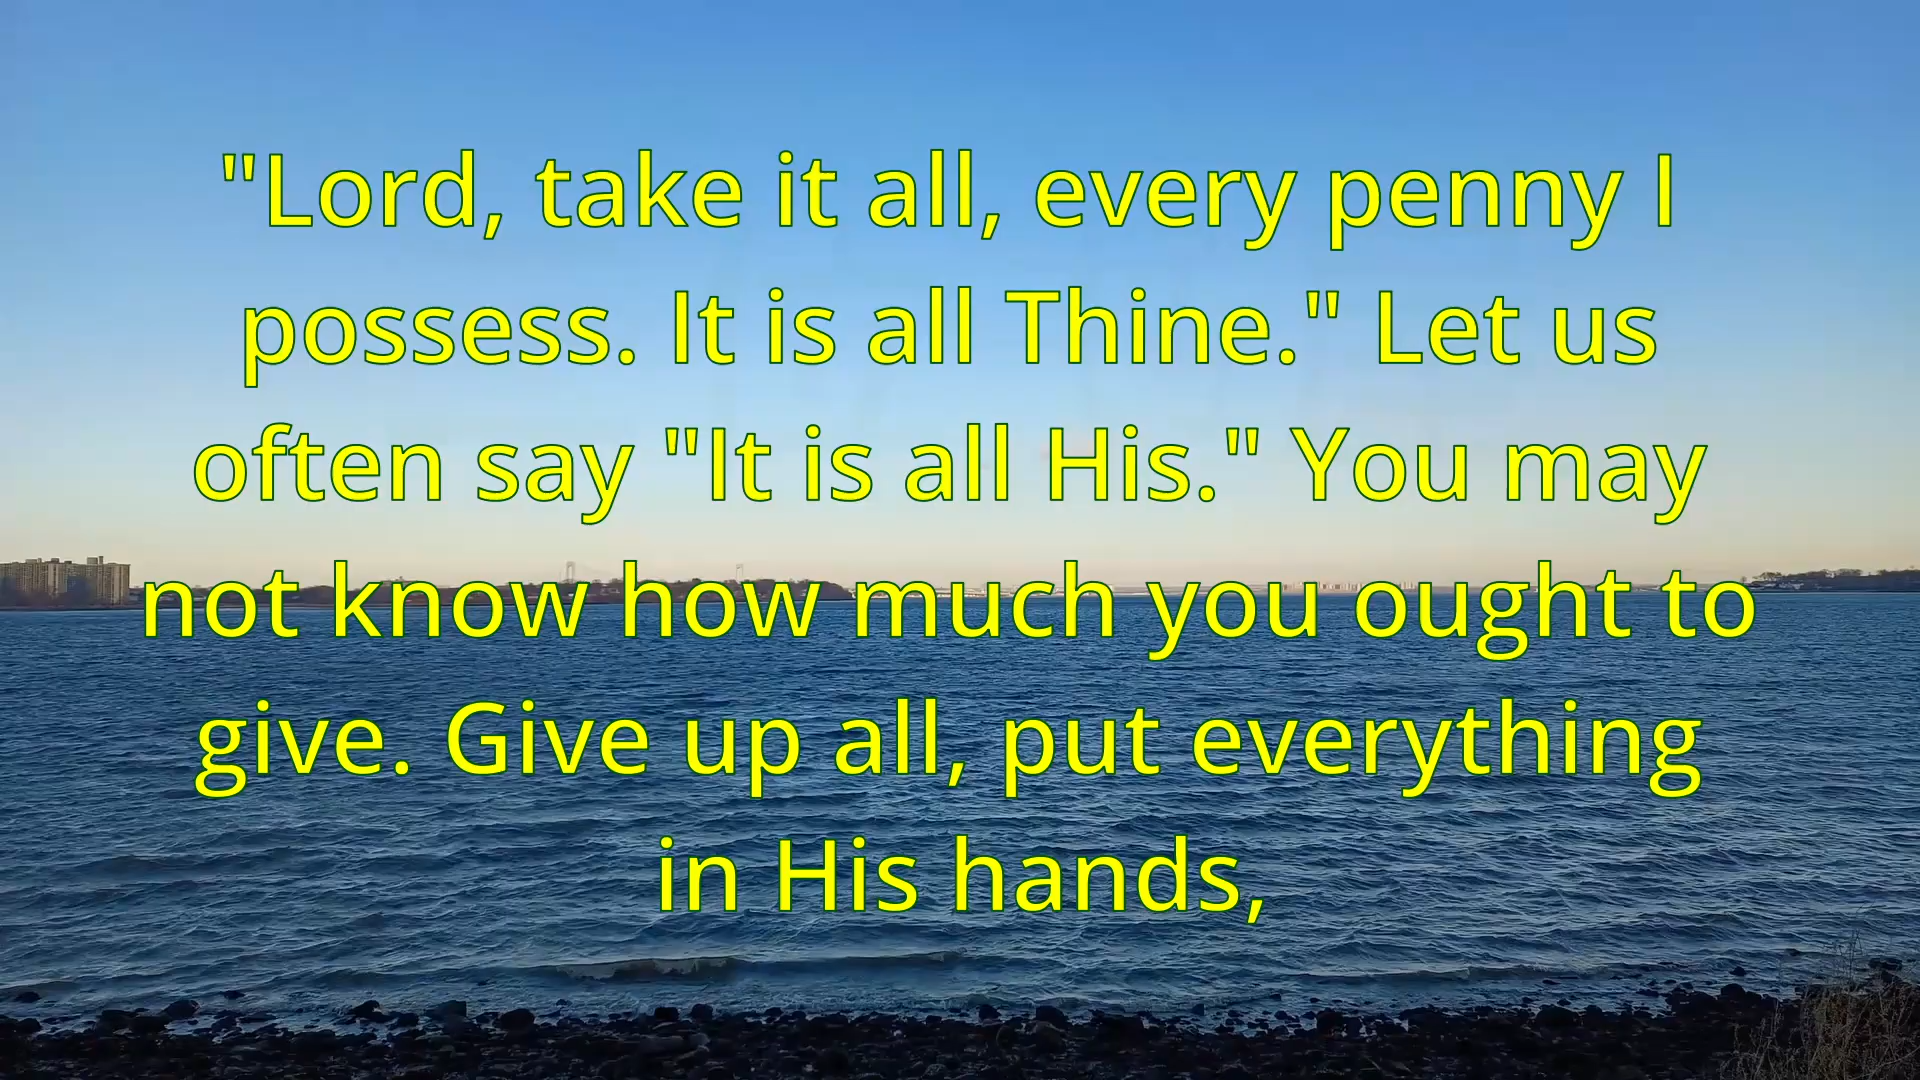 "Lord, take it all, every penny I
possess. It is all Thine." Let us
often say "It is all His." You may
not know how much you ought to
give. Give up all, put everything
in His hands,